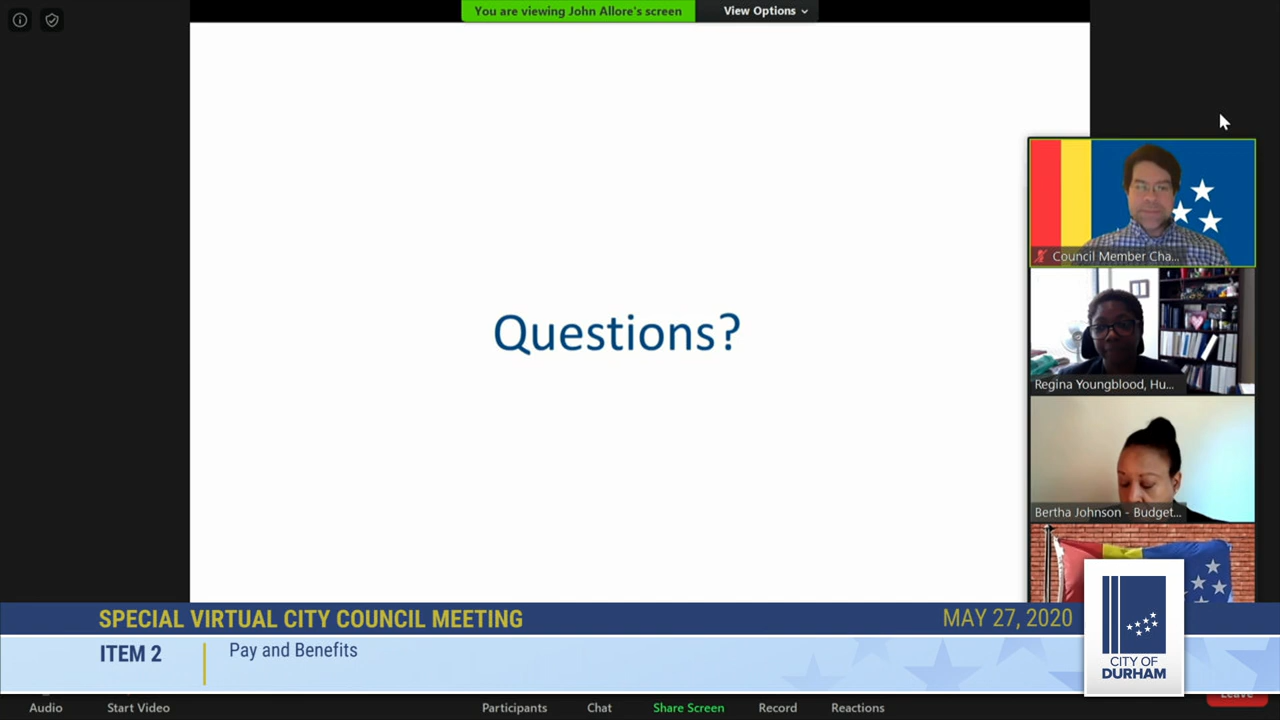 You are viewing John Allore's screen
View Options
Questions?
Council Member Cha...
Regina Youngblood, Hu...
Bertha Johnson - Budget...
SPECIAL VIRTUAL CITY COUNCIL MEETING
MAY 27, 2020
ITEM 2
Pay and Benefits
CITY OF
DURHAM
Audio
Start Video
Participants
Chat
Share Screen
Record
Reactions
Leave